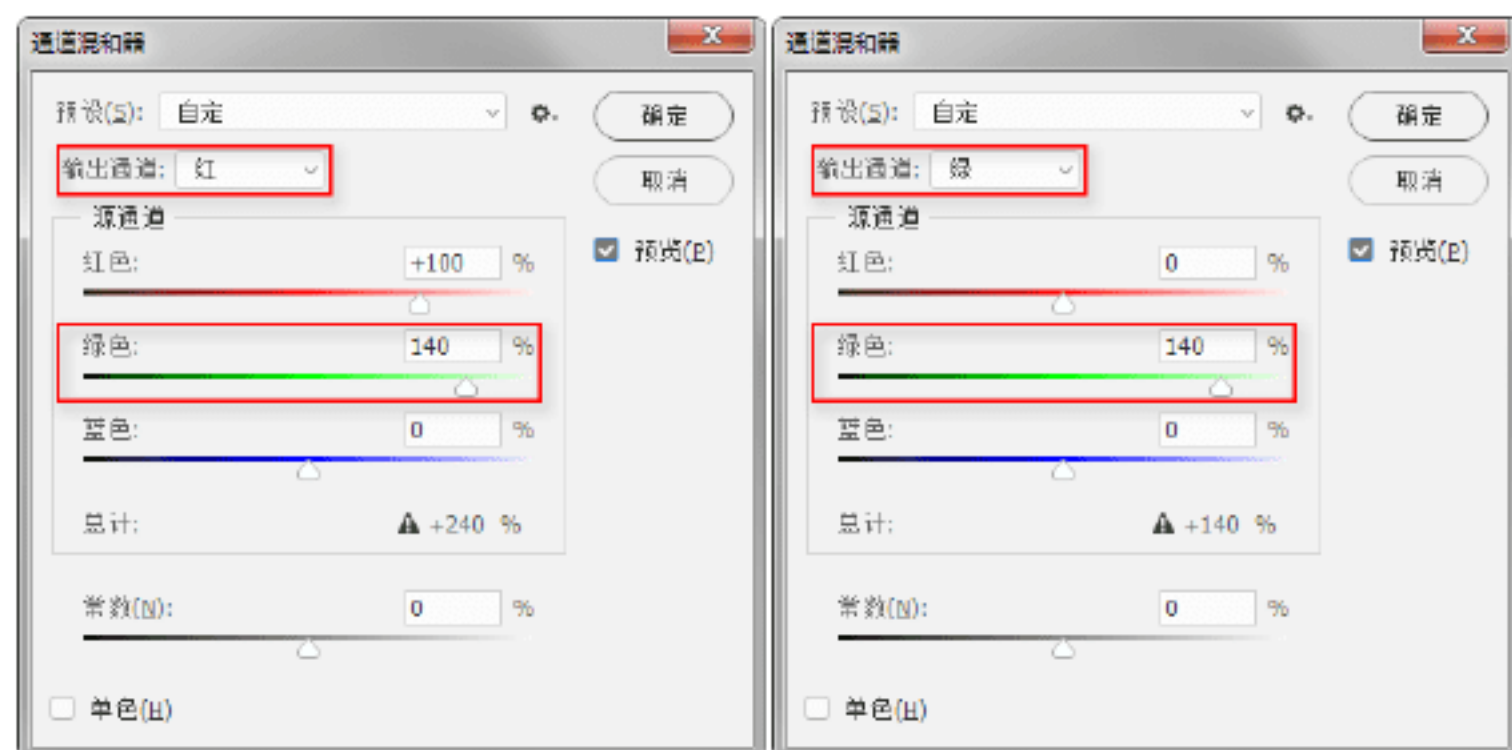 通道混和器
预设(S): 自定
确定
输出通道: 红
取消
源通道
预览(P)
红色: +100 %
绿色: 140 %
蓝色: 0 %
总计: +240 %
常数(N): 0 %
单色(H)
通道混和器
预设(S): 自定
确定
输出通道: 绿
取消
源通道
预览(P)
红色: 0 %
绿色: 140 %
蓝色: 0 %
总计: +140 %
常数(N): 0 %
单色(H)